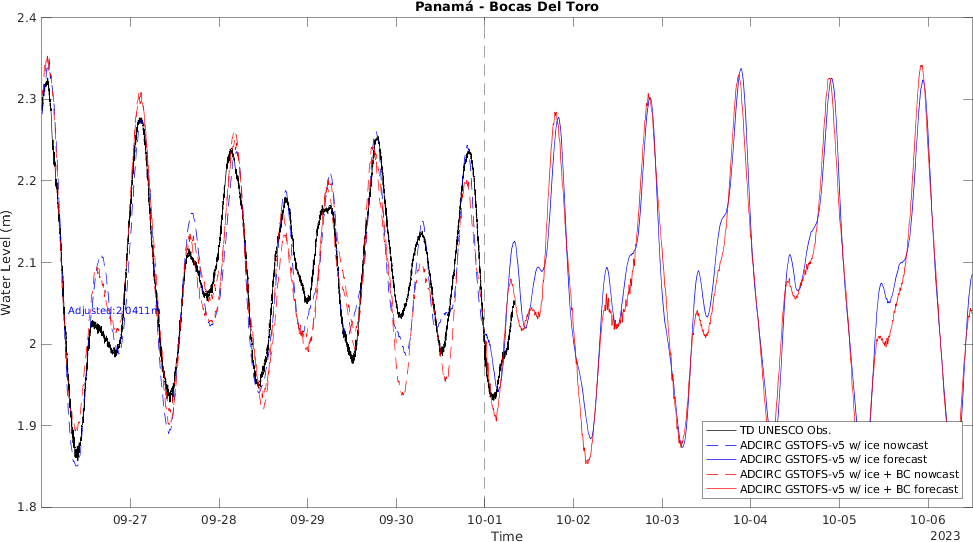 Panamá - Bocas Del Toro
2.4
2.3
2.2
2.1
2
1.9
1.8
Water Level (m)
Adjusted:2.0411m
TD UNESCO Obs.
ADCIRC GSTOFS-v5 w/ ice nowcast
ADCIRC GSTOFS-v5 w/ ice forecast
ADCIRC GSTOFS-v5 w/ ice + BC nowcast
ADCIRC GSTOFS-v5 w/ ice + BC forecast
09-27 09-28 09-29 09-30 10-01 10-02 10-03 10-04 10-05 10-06
Time
2023